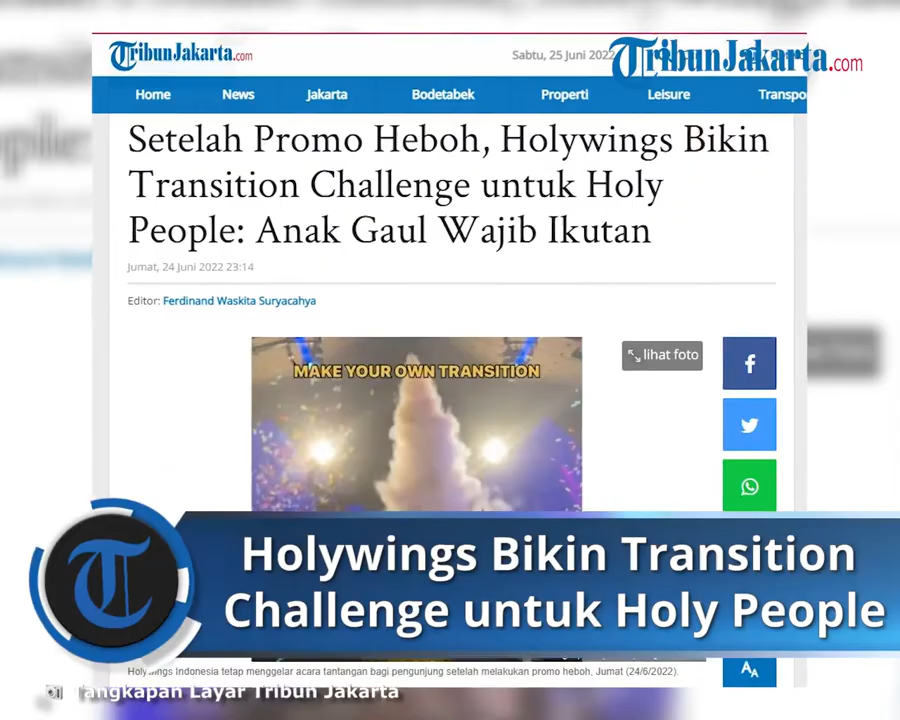 TribunJakarta.com
Sabtu, 25 Juni 2022
TribunJakarta.com
Home News Jakarta Bodetabek Properti Leisure Transpo
Setelah Promo Heboh, Holywings Bikin
Transition Challenge untuk Holy
People: Anak Gaul Wajib Ikutan
Jumat, 24 Juni 2022 23:14
Editor: Ferdinand Waskita Suryacahya
lihat foto
MAKE YOUR OWN TRANSITION
Holywings Bikin Transition
Challenge untuk Holy People
Holywings Indonesia tetap menggelar acara tantangan bagi pengunjung setelah melakukan promo heboh, Jumat (24/6/2022).
Tangkapan Layar Tribun Jakarta